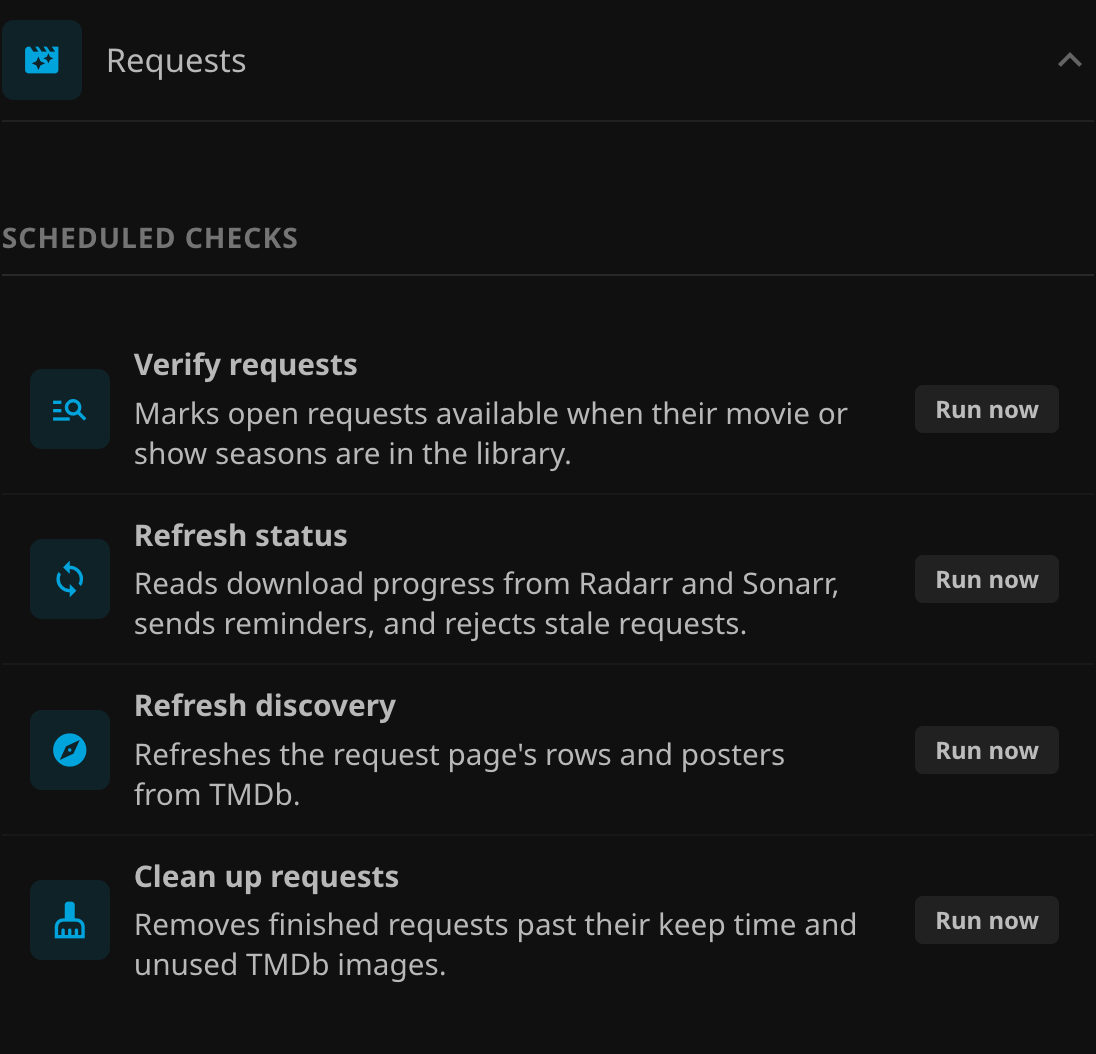 Requests
SCHEDULED CHECKS
Verify requests
Marks open requests available when their movie or
show seasons are in the library.
Run now
Refresh status
Reads download progress from Radarr and Sonarr,
sends reminders, and rejects stale requests.
Run now
Refresh discovery
Refreshes the request page's rows and posters
from TMDb.
Run now
Clean up requests
Removes finished requests past their keep time and
unused TMDb images.
Run now